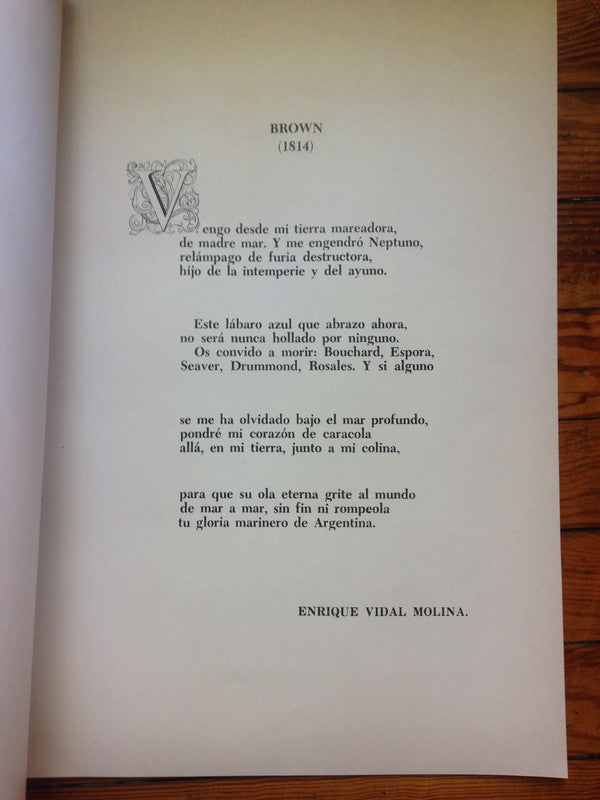 BROWN
(1814)
Vengo desde mi tierra mareadora,
de madre mar. Y me engendró Neptuno,
relámpago de furia destructora,
hijo de la intemperie y del ayuno.
Este lábaro azul que abrazo ahora,
no será nunca hollado por ninguno.
Os convido a morir: Bouchard, Espora,
Seaver, Drummond, Rosales. Y si alguno
se me ha olvidado bajo el mar profundo,
pondré mi corazón de caracola
allá, en mi tierra, junto a mi colina,
para que su ola eterna grite al mundo
de mar a mar, sin fin ni rompeola
tu gloria marinero de Argentina.
ENRIQUE VIDAL MOLINA.